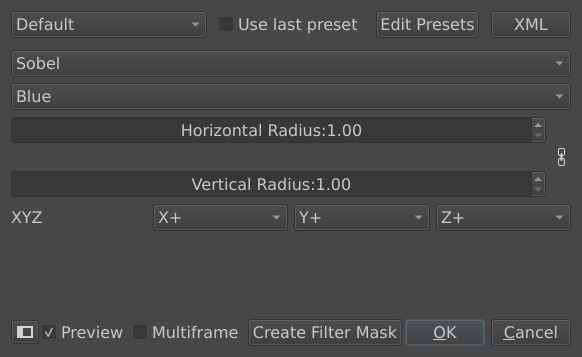 Default Use last preset Edit Presets XML
Sobel
Blue
Horizontal Radius:1.00
Vertical Radius:1.00
XYZ X+ Y+ Z+
Preview Multiframe Create Filter Mask OK Cancel